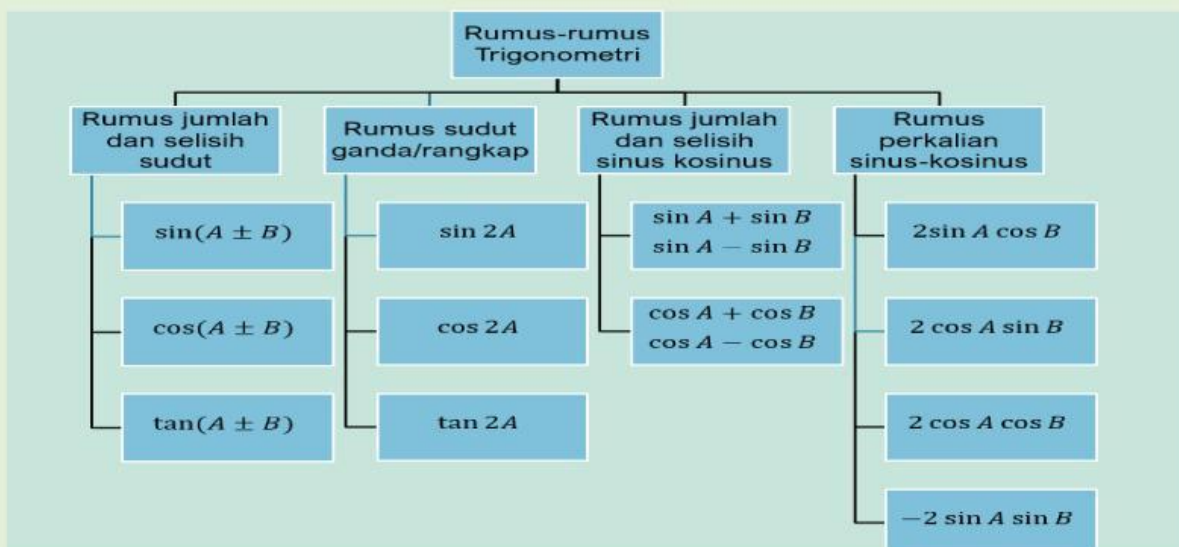 Rumus-rumus
Trigonometri
Rumus jumlah
dan selisih
sudut
sin(A ± B)
cos(A ± B)
tan(A ± B)
Rumus sudut
ganda/rangkap
sin 2A
cos 2A
tan 2A
Rumus jumlah
dan selisih
sinus kosinus
sin A + sin B
sin A − sin B
cos A + cos B
cos A − cos B
Rumus
perkalian
sinus-kosinus
2sin A cos B
2 cos A sin B
2 cos A cos B
−2 sin A sin B